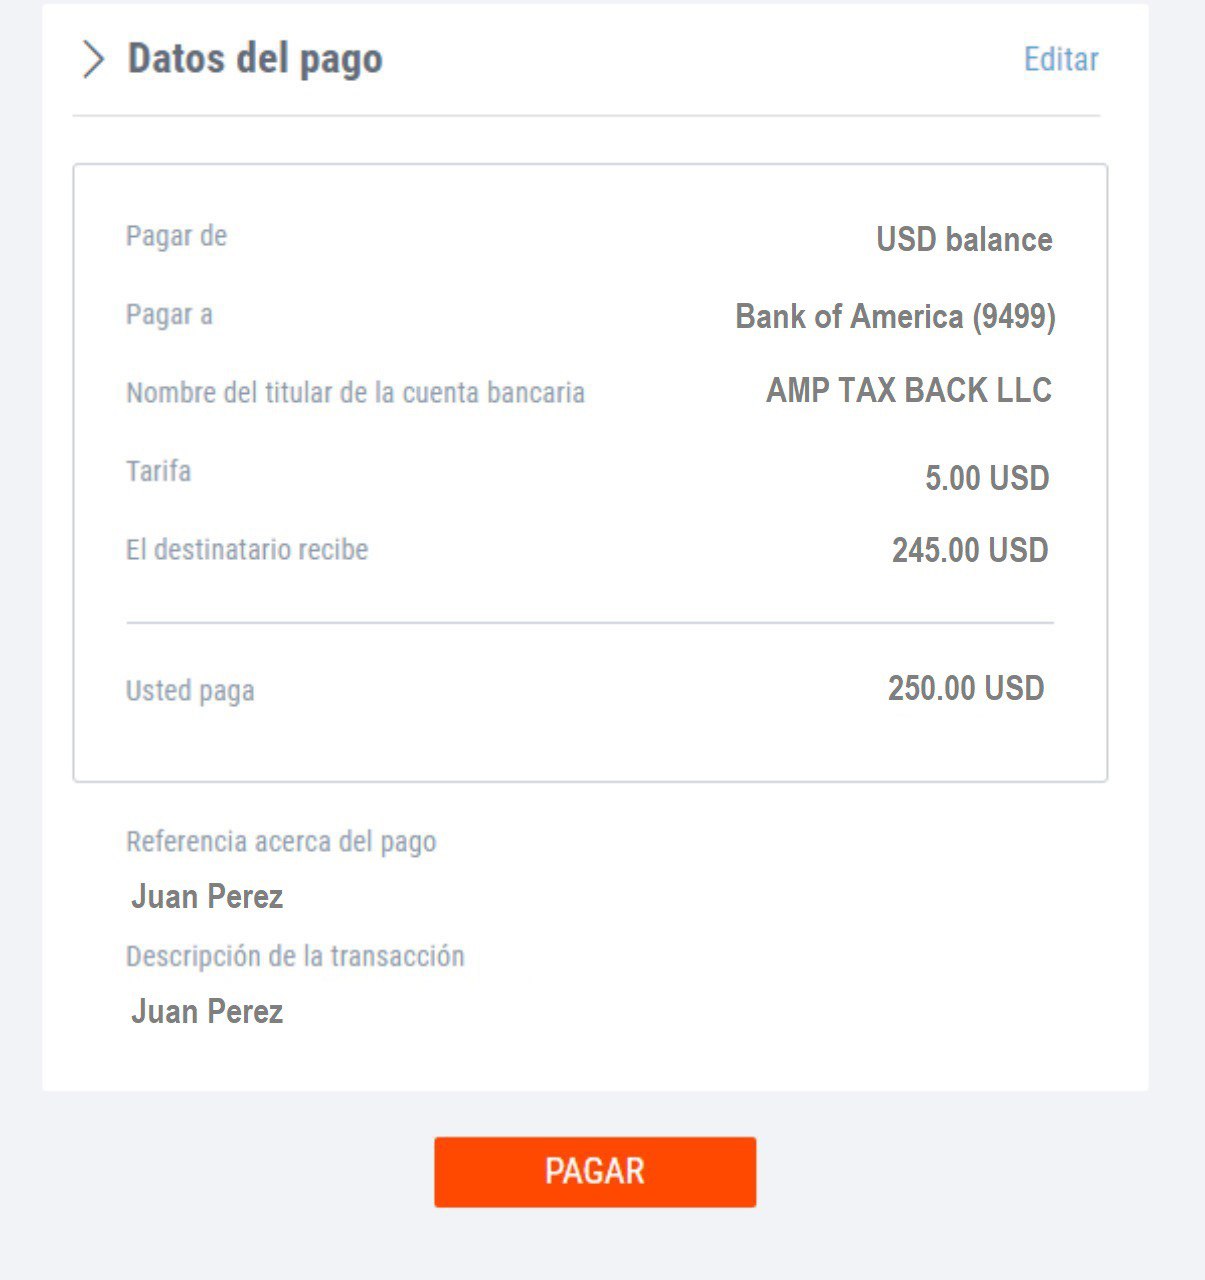 Datos del pago
Editar
Pagar de
USD balance
Pagar a
Bank of America (9499)
Nombre del titular de la cuenta bancaria
AMP TAX BACK LLC
Tarifa
5.00 USD
El destinatario recibe
245.00 USD
Usted paga
250.00 USD
Referencia acerca del pago
Juan Perez
Descripción de la transacción
Juan Perez
PAGAR